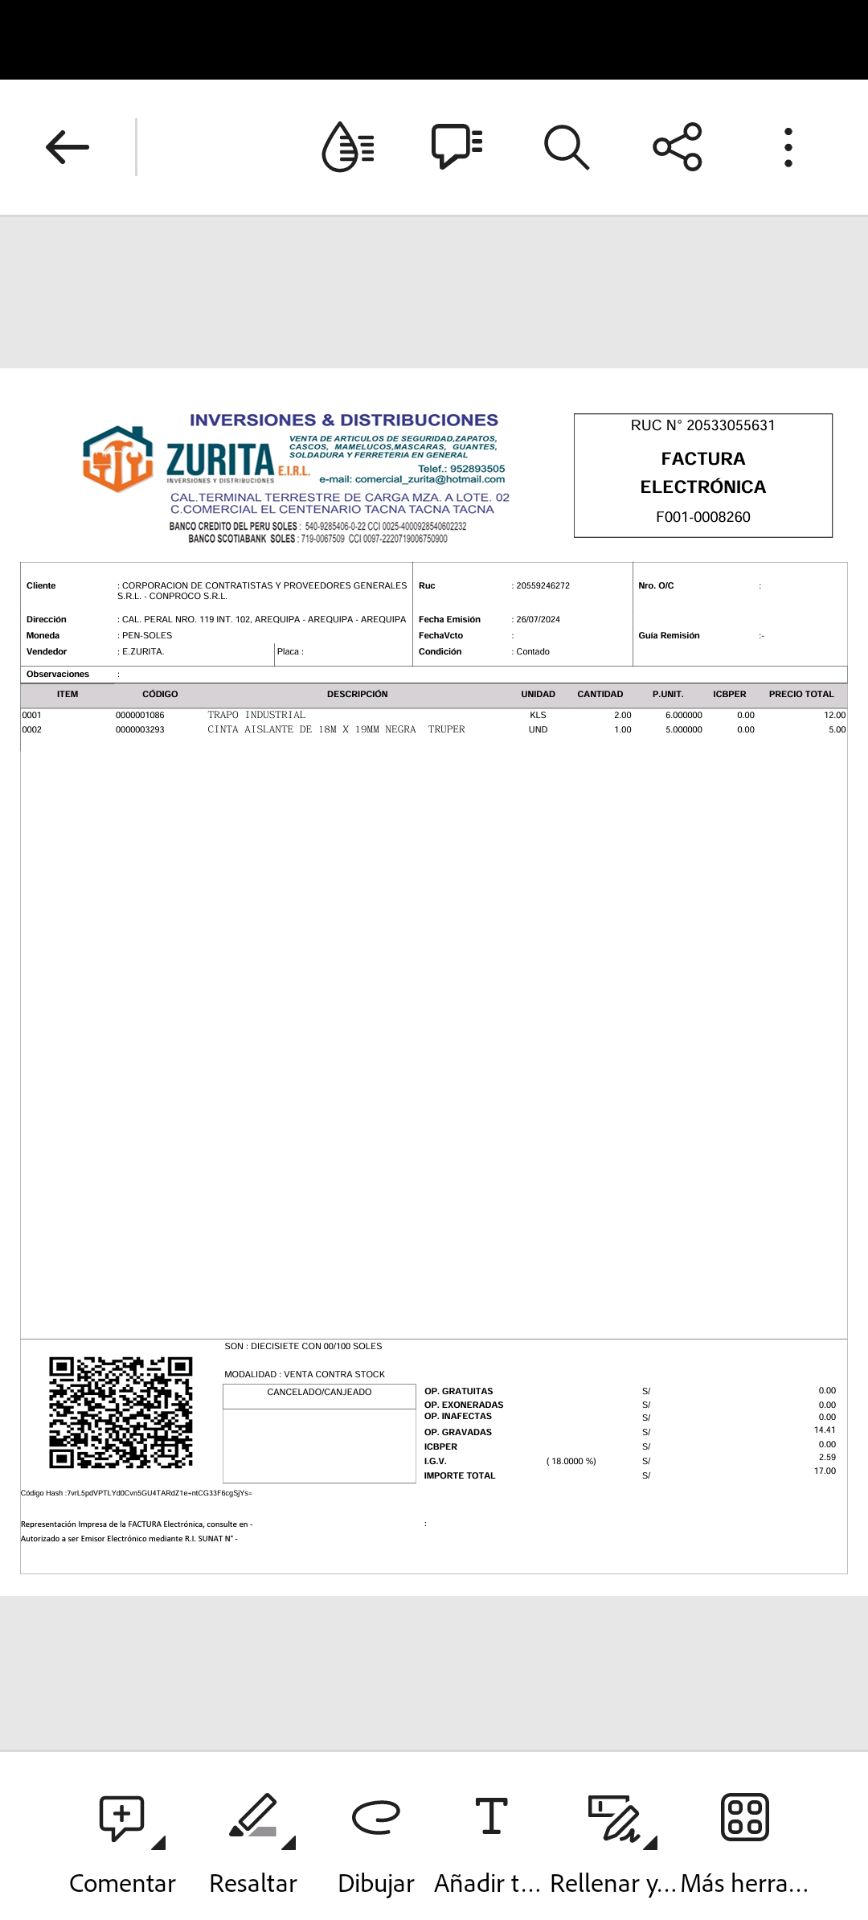 INVERSIONES & DISTRIBUCIONES
ZURITA E.I.R.L.
INVERSIONES Y DISTRIBUCIONES
VENTA DE ARTICULOS DE SEGURIDAD,ZAPATOS,
CASCOS, MAMELUCOS,MASCARAS, GUANTES,
SOLDADURA Y FERRETERIA EN GENERAL
Telef.: 952893505
e-mail: comercial_zurita@hotmail.com
CAL.TERMINAL TERRESTRE DE CARGA MZA. A LOTE. 02
C.COMERCIAL EL CENTENARIO TACNA TACNA TACNA
BANCO CREDITO DEL PERU SOLES : 540-9285406-0-22 CCI 0025-4000928540602232
BANCO SCOTIABANK SOLES : 719-0067509 CCI 0097-2220719006750900
RUC N° 20533055631
FACTURA
ELECTRÓNICA
F001-0008260
Cliente : CORPORACION DE CONTRATISTAS Y PROVEEDORES GENERALES Ruc : 20559246272 Nro. O/C :
S.R.L. - CONPROCO S.R.L.
Dirección : CAL. PERAL NRO. 119 INT. 102, AREQUIPA - AREQUIPA - AREQUIPA Fecha Emisión : 26/07/2024
Moneda : PEN-SOLES FechaVcto : Guía Remisión :-
Vendedor : E.ZURITA. Placa : Condición : Contado
Observaciones :
ITEM CÓDIGO DESCRIPCIÓN UNIDAD CANTIDAD P.UNIT. ICBPER PRECIO TOTAL
0001 0000001086 TRAPO INDUSTRIAL KLS 2.00 6.000000 0.00 12.00
0002 0000003293 CINTA AISLANTE DE 18M X 19MM NEGRA TRUPER UND 1.00 5.000000 0.00 5.00
SON : DIECISIETE CON 00/100 SOLES
MODALIDAD : VENTA CONTRA STOCK
CANCELADO/CANJEADO
OP. GRATUITAS S/ 0.00
OP. EXONERADAS S/ 0.00
OP. INAFECTAS S/ 0.00
OP. GRAVADAS S/ 14.41
ICBPER S/ 0.00
I.G.V. ( 18.0000 %) S/ 2.59
IMPORTE TOTAL S/ 17.00
Código Hash :7vrL5pdVPTLYd0Cvn5GU4TARdZ1e+ntCG33F6cgSjYs=
Representación Impresa de la FACTURA Electrónica, consulte en - :
Autorizado a ser Emisor Electrónico mediante R.I. SUNAT N° -
Comentar Resaltar Dibujar Añadir t... Rellenar y... Más herra...